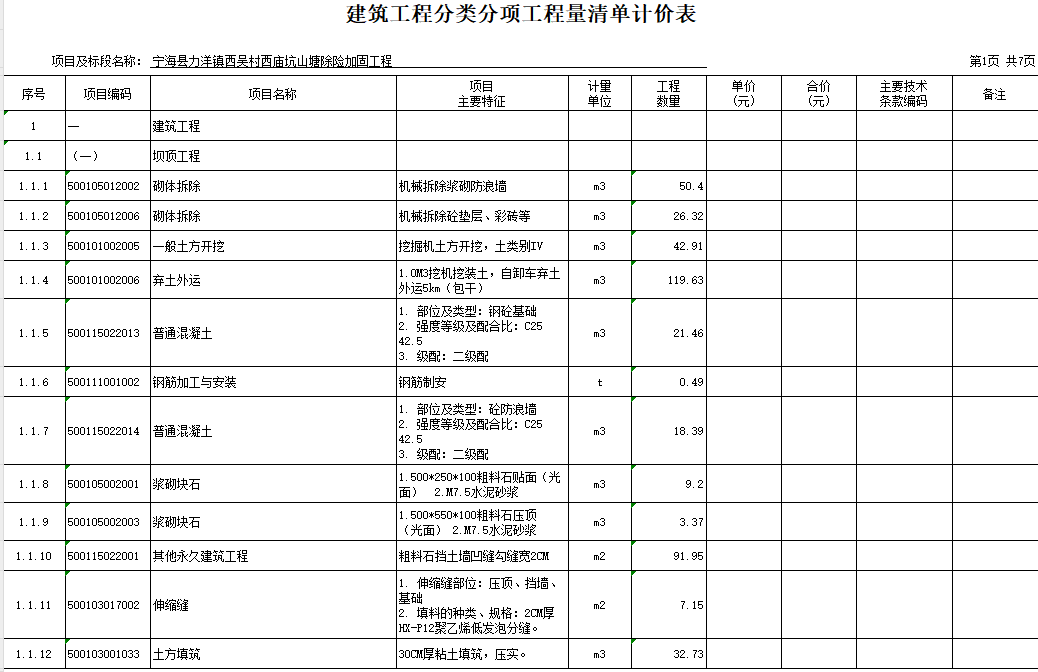 建筑工程分类分项工程量清单计价表
项目及标段名称： 宁海县力洋镇西吴村西庙坑山塘除险加固工程 第1页 共7页
序号 项目编码 项目名称 项目 主要特征 计量 单位 工程 数量 单价 (元) 合价 (元) 主要技术 条款编码 备注
1 一 建筑工程
1.1 （一） 坝顶工程
1.1.1 500105012002 砌体拆除 机械拆除浆砌防浪墙 m3 50.4
1.1.2 500105012006 砌体拆除 机械拆除砼垫层、彩砖等 m3 26.32
1.1.3 500101002005 一般土方开挖 挖掘机土方开挖，土类别IV m3 42.91
1.1.4 500101002006 弃土外运 1.0M3挖机挖装土，自卸车弃土
外运5km（包干） m3 119.63
1.1.5 500115022013 普通混凝土 1. 部位及类型：钢砼基础
2. 强度等级及配合比：C25
42.5
3. 级配：二级配 m3 21.46
1.1.6 500111001002 钢筋加工与安装 钢筋制安 t 0.49
1.1.7 500115022014 普通混凝土 1. 部位及类型：砼防浪墙
2. 强度等级及配合比：C25
42.5
3. 级配：二级配 m3 18.39
1.1.8 500105002001 浆砌块石 1.500*250*100粗料石贴面（光
面） 2.M7.5水泥砂浆 m3 9.2
1.1.9 500105002003 浆砌块石 1.500*550*100粗料石压顶
（光面） 2.M7.5水泥砂浆 m3 3.37
1.1.10 500115022001 其他永久建筑工程 粗料石挡土墙凹缝勾缝宽2CM m2 91.95
1.1.11 500103017002 伸缩缝 1. 伸缩缝部位：压顶、挡墙、
基础
2. 填料的种类、规格：2CM厚
HX-P12聚乙烯低发泡分缝。 m2 7.15
1.1.12 500103001033 土方填筑 30CM厚粘土填筑，压实。 m3 32.73